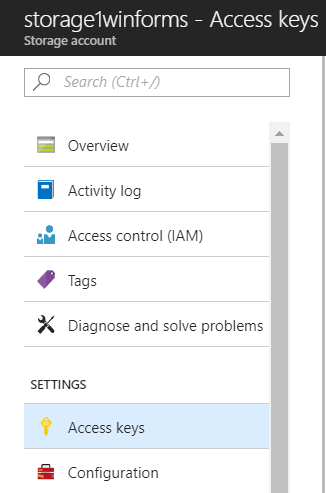 storage1winforms - Access keys
Storage account
Search (Ctrl+/)
Overview
Activity log
Access control (IAM)
Tags
Diagnose and solve problems
SETTINGS
Access keys
Configuration